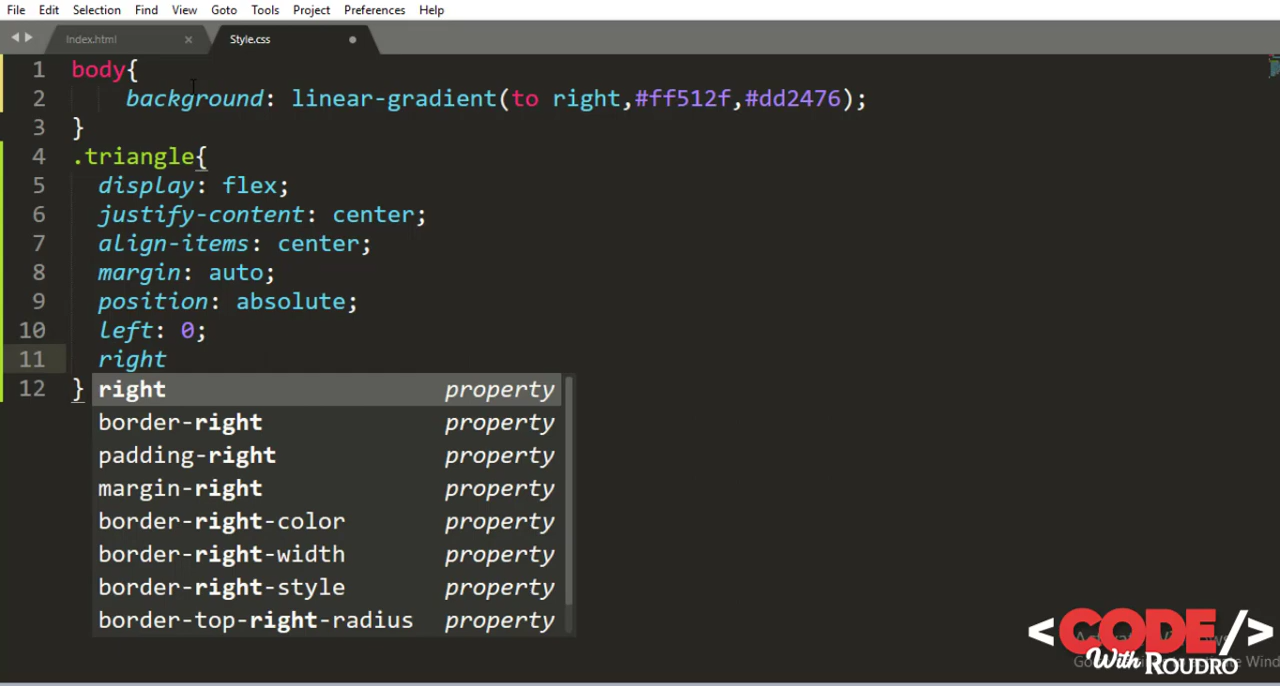 File Edit Selection Find View Goto Tools Project Preferences Help
Index.html × Style.css
1 body{
2 background: linear-gradient(to right,#ff512f,#dd2476);
3 }
4 .triangle{
5 display: flex;
6 justify-content: center;
7 align-items: center;
8 margin: auto;
9 position: absolute;
10 left: 0;
11 right
12 }
right property
border-right property
padding-right property
margin-right property
border-right-color property
border-right-width property
border-right-style property
border-top-right-radius property
<CODE/>
With ROUDRO